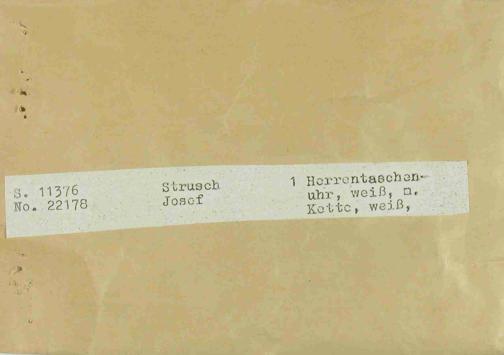 S. 11376 Strusch 1 Herrentaschen-
No. 22178 Josef uhr, weiß, m.
Kette, weiß,